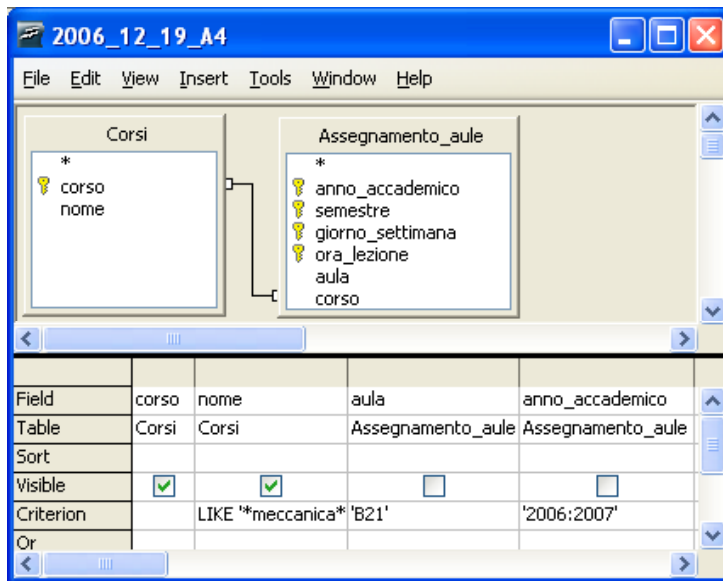 2006_12_19_A4
File Edit View Insert Tools Window Help
Corsi
*
corso
nome
Assegnamento_aule
*
anno_accademico
semestre
giorno_settimana
ora_lezione
aula
corso
Field corso nome aula anno_accademico
Table Corsi Corsi Assegnamento_aule Assegnamento_aule
Sort
Visible
Criterion LIKE '*meccanica* 'B21' '2006:2007'
Or